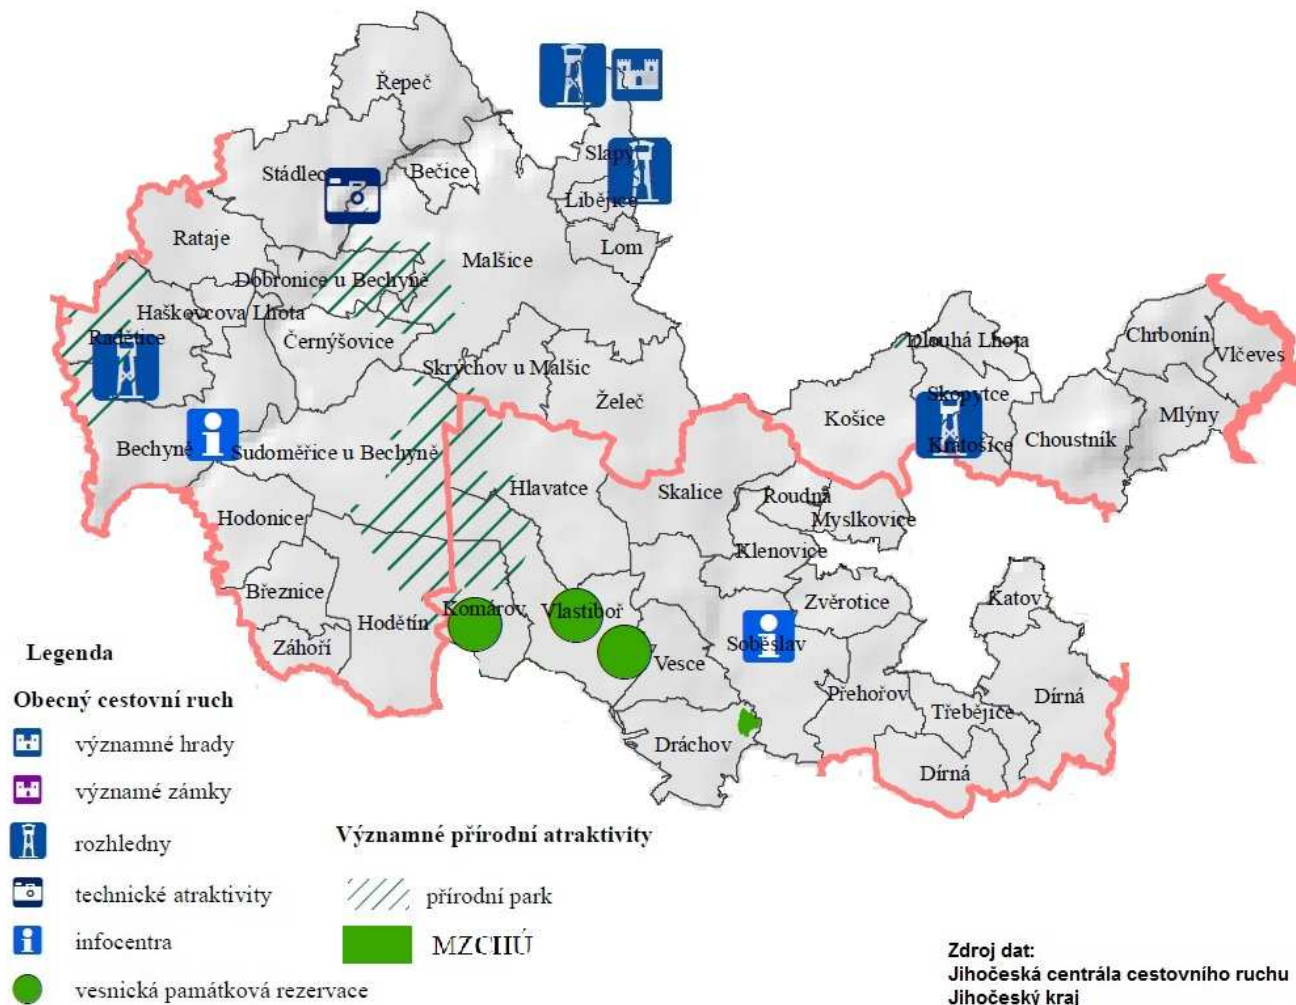 Řepeč
Slapy
Stádlec
Bečice
Libějice
Rataje
Lom
Malšice
Dobronice u Bechyně
Haškovcova Lhota
Radětice
Černýšovice
Dlouhá Lhota
Chrbonín
Vlčeves
Skrýchov u Malšic
Želeč
Skopytce
Košice
Mlýny
Choustník
Krátošice
Bechyně
Sudoměřice u Bechyně
Hlavatce
Skalice
Roudná
Myslkovice
Hodonice
Klenovice
Březnice
Zvěrotice
Katov
Komárov
Vlastiboř
Hodětín
Soběslav
Záhoří
Vesce
Přehořov
Dírná
Třebějice
Dráchov
Dírná
Legenda
Obecný cestovní ruch
významné hrady
významé zámky
rozhledny
technické atraktivity
infocentra
vesnická památková rezervace
Významné přírodní atraktivity
přírodní park
MZCHÚ
Zdroj dat:
Jihočeská centrála cestovního ruchu
Jihočeský kraj